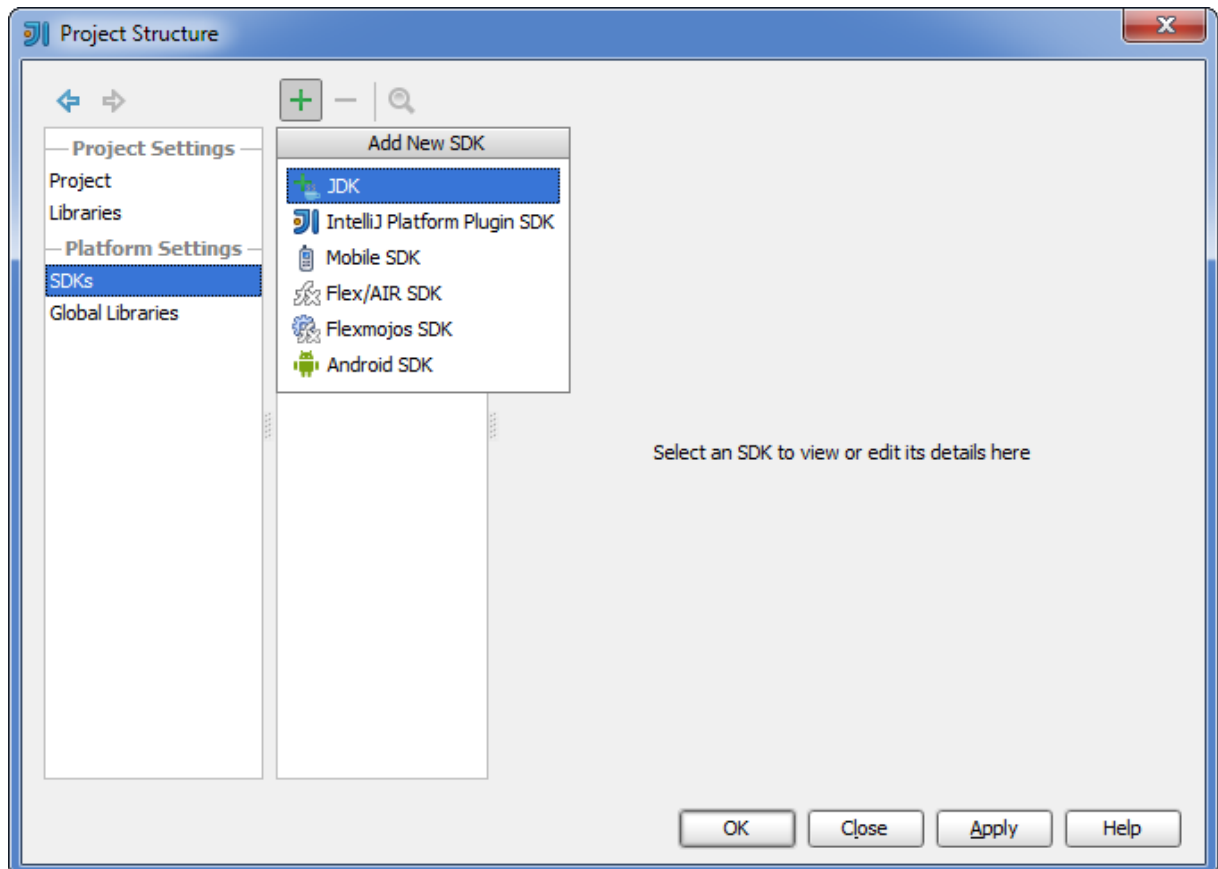 Project Structure
Project Settings
Project
Libraries
Platform Settings
SDKs
Global Libraries
Add New SDK
JDK
IntelliJ Platform Plugin SDK
Mobile SDK
Flex/AIR SDK
Flexmojos SDK
Android SDK
Select an SDK to view or edit its details here
OK
Close
Apply
Help